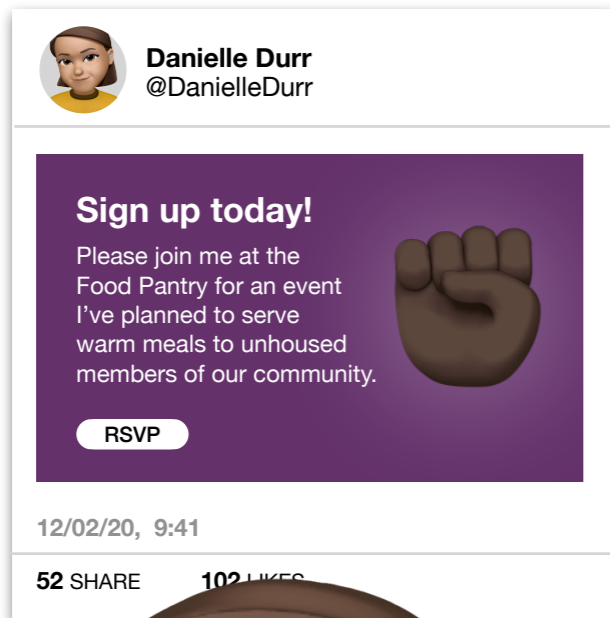 Danielle Durr
@DanielleDurr
Sign up today!
Please join me at the
Food Pantry for an event
I’ve planned to serve
warm meals to unhoused
members of our community.
RSVP
12/02/20, 9:41
52 SHARE 102 LIKES